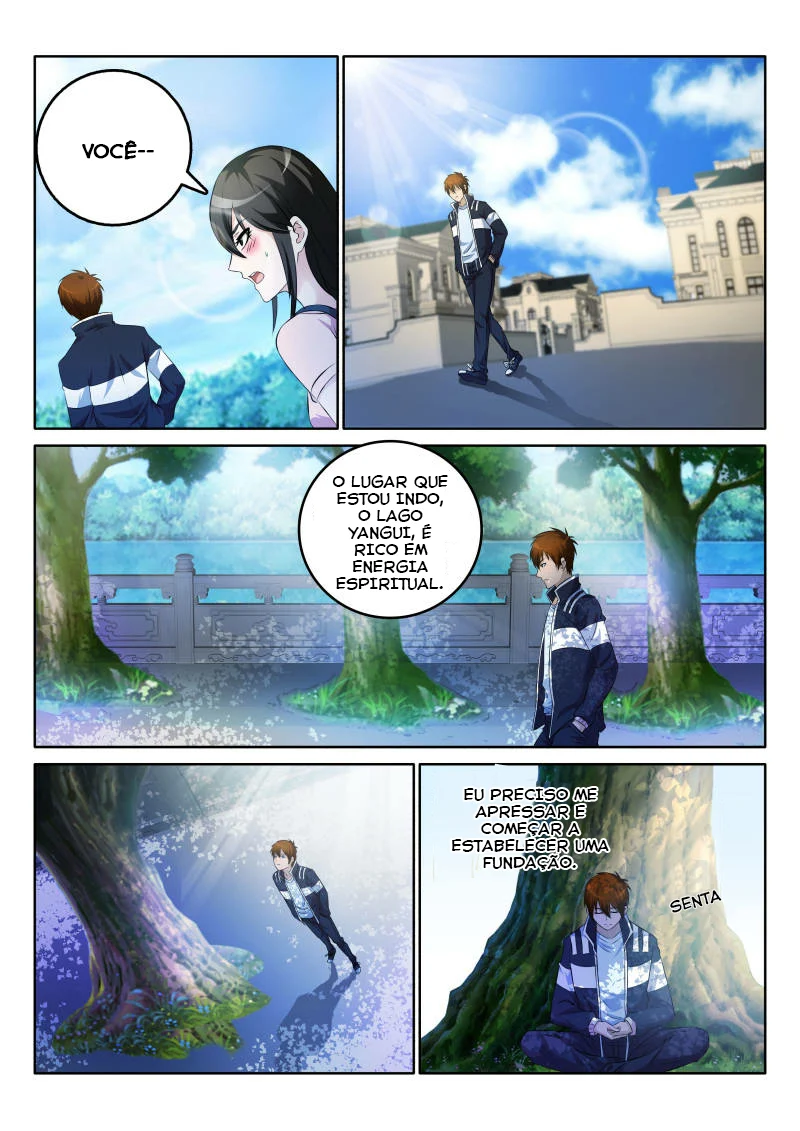 VOCÊ--
O LUGAR QUE
ESTOU INDO,
O LAGO
YANGUI, É
RICO EM
ENERGIA
ESPIRITUAL.
EU PRECISO ME
APRESSAR E
COMEÇAR A
ESTABELECER UMA
FUNDAÇÃO.
SENTA